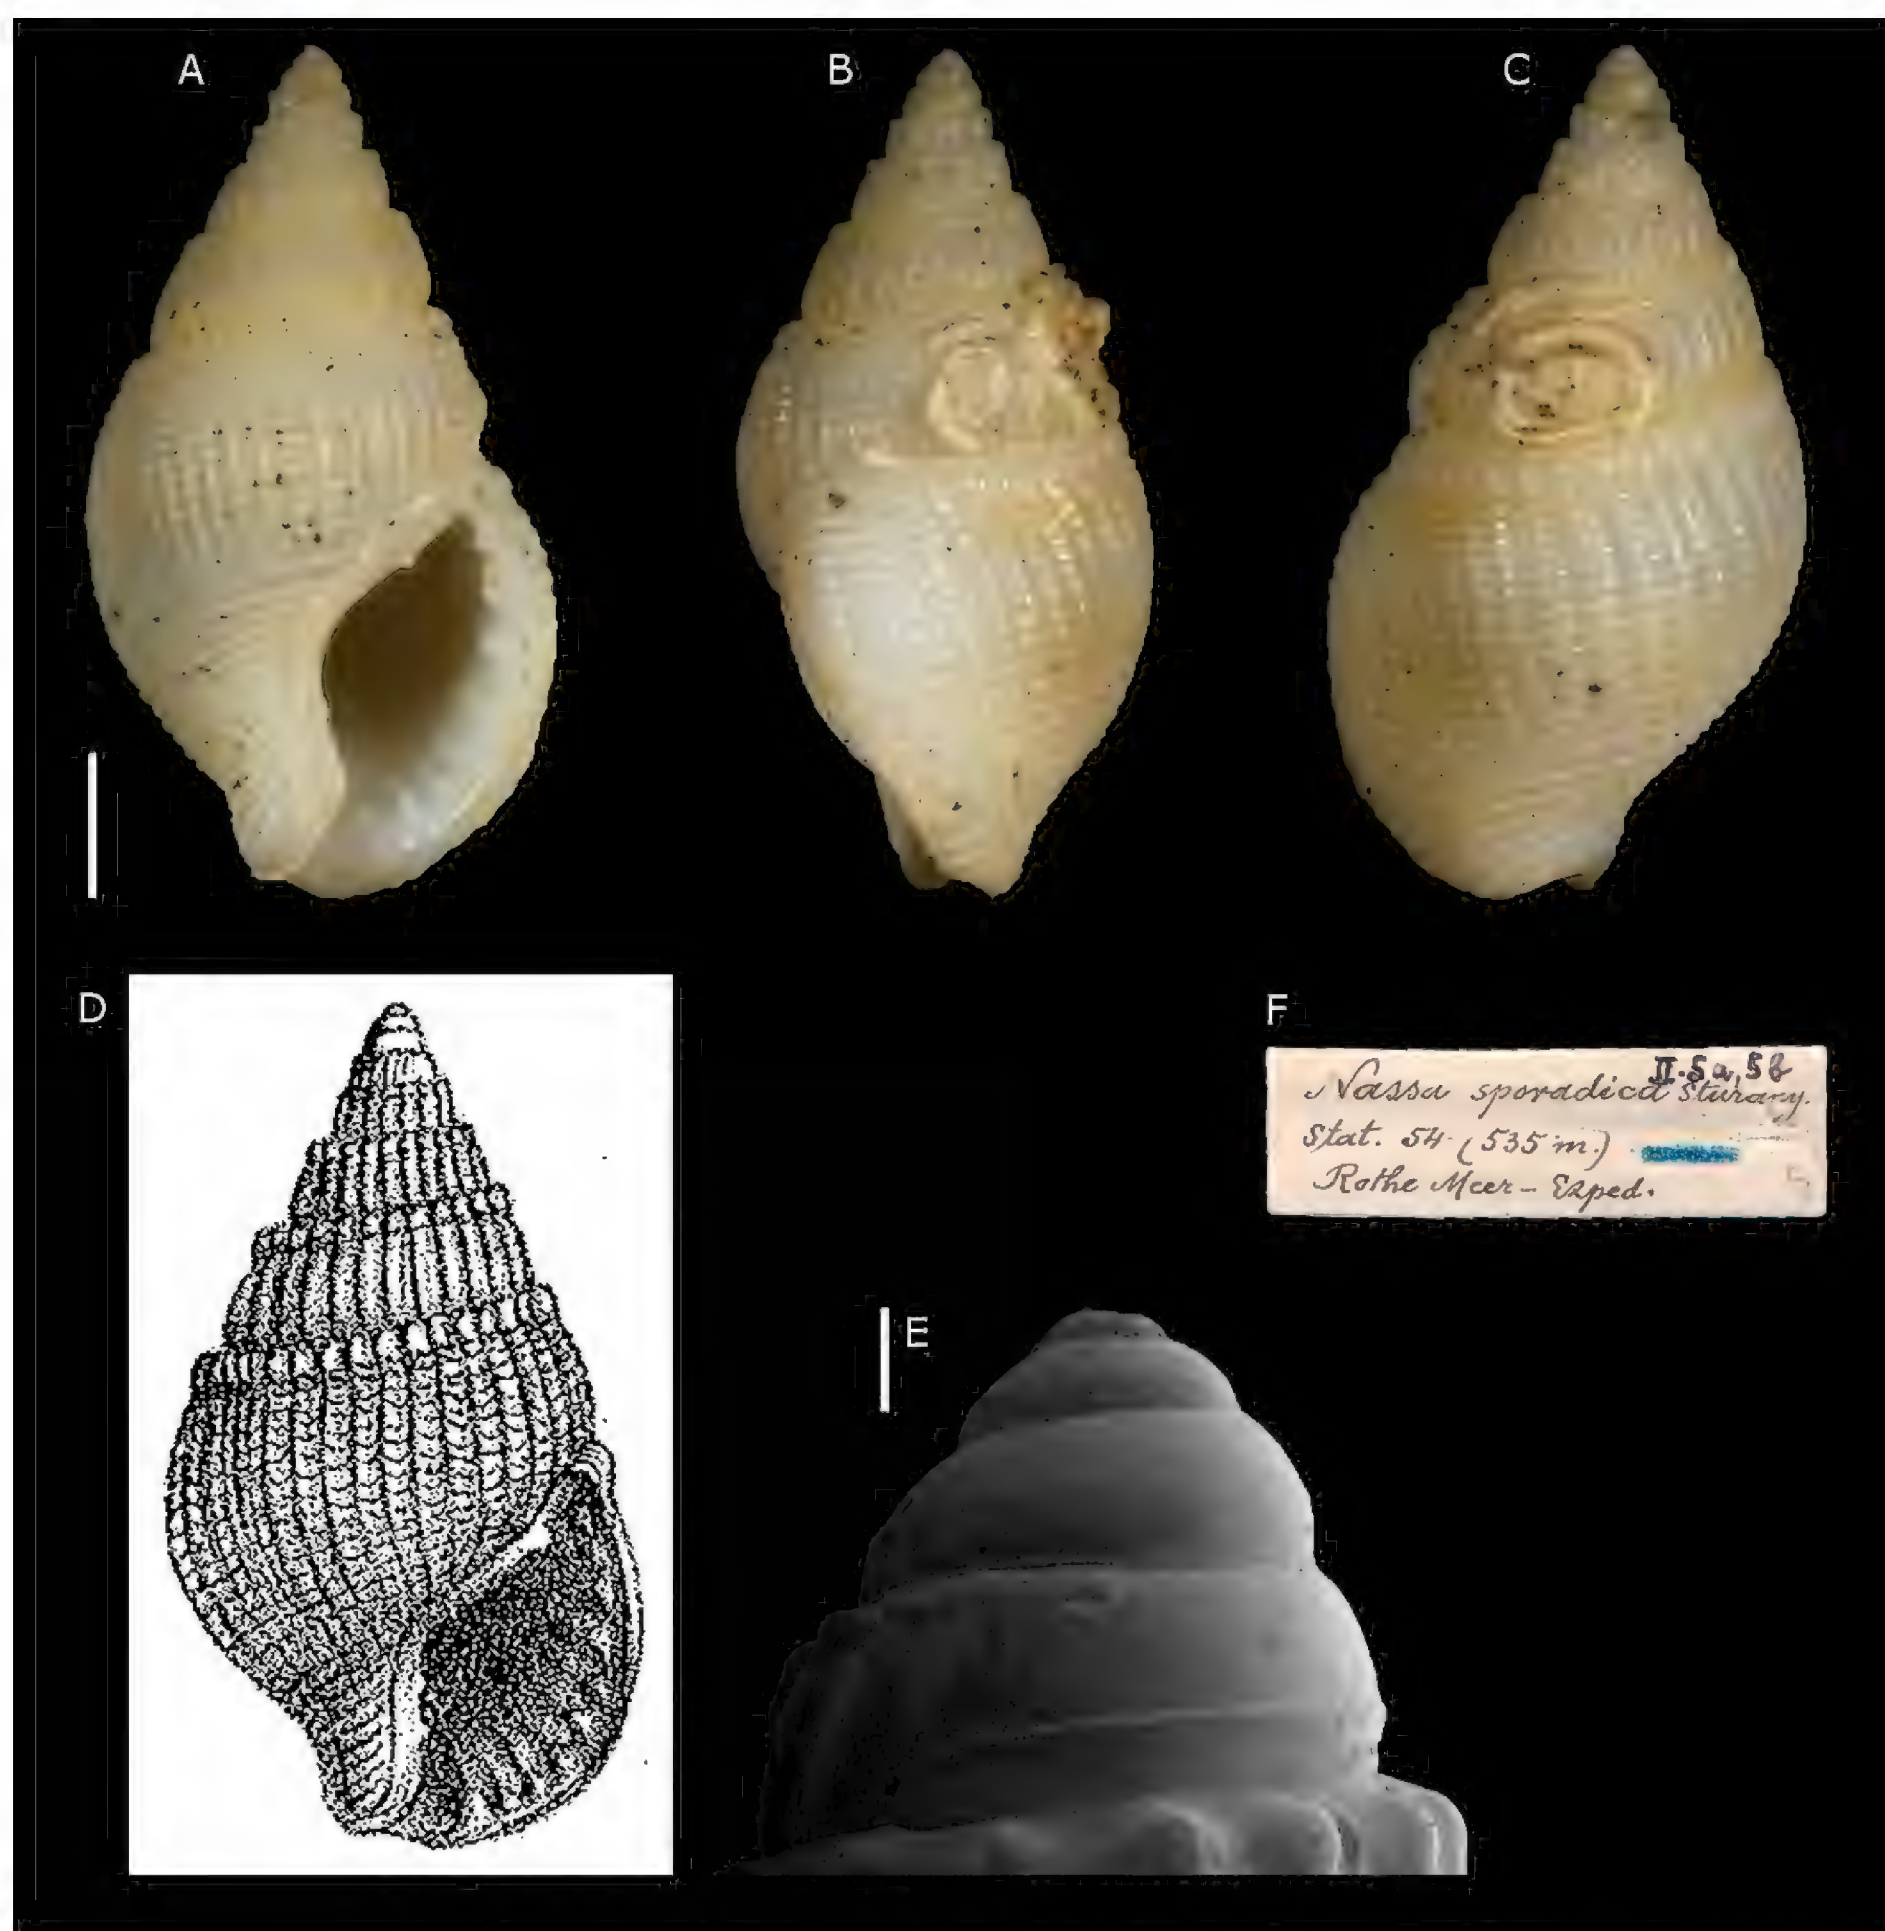 A
B
C
D
F
II. 5a, 5b
Nassa sporadica Sturany.
Stat. 54 (535 m.)
Rothe Meer - Exped.
E